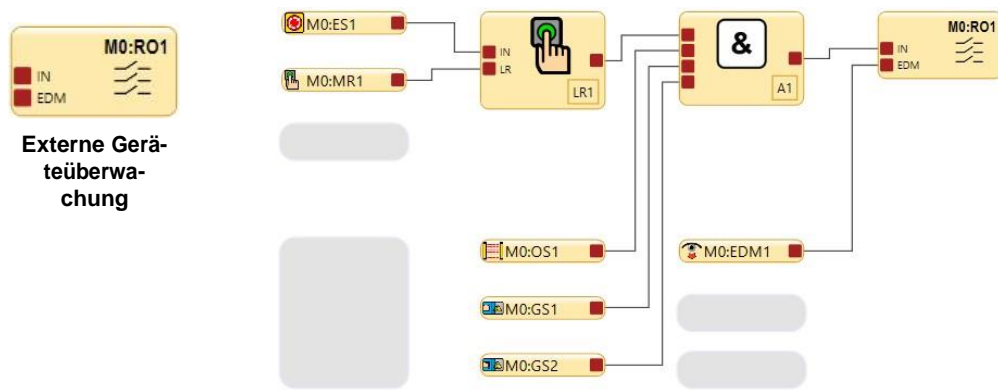 M0:RO1
IN
EDM
Externe Gerä-
teüberwa-
chung
M0:ES1
M0:MR1
IN
LR
LR1
&
A1
M0:RO1
IN
EDM
M0:OS1
M0:EDM1
M0:GS1
M0:GS2